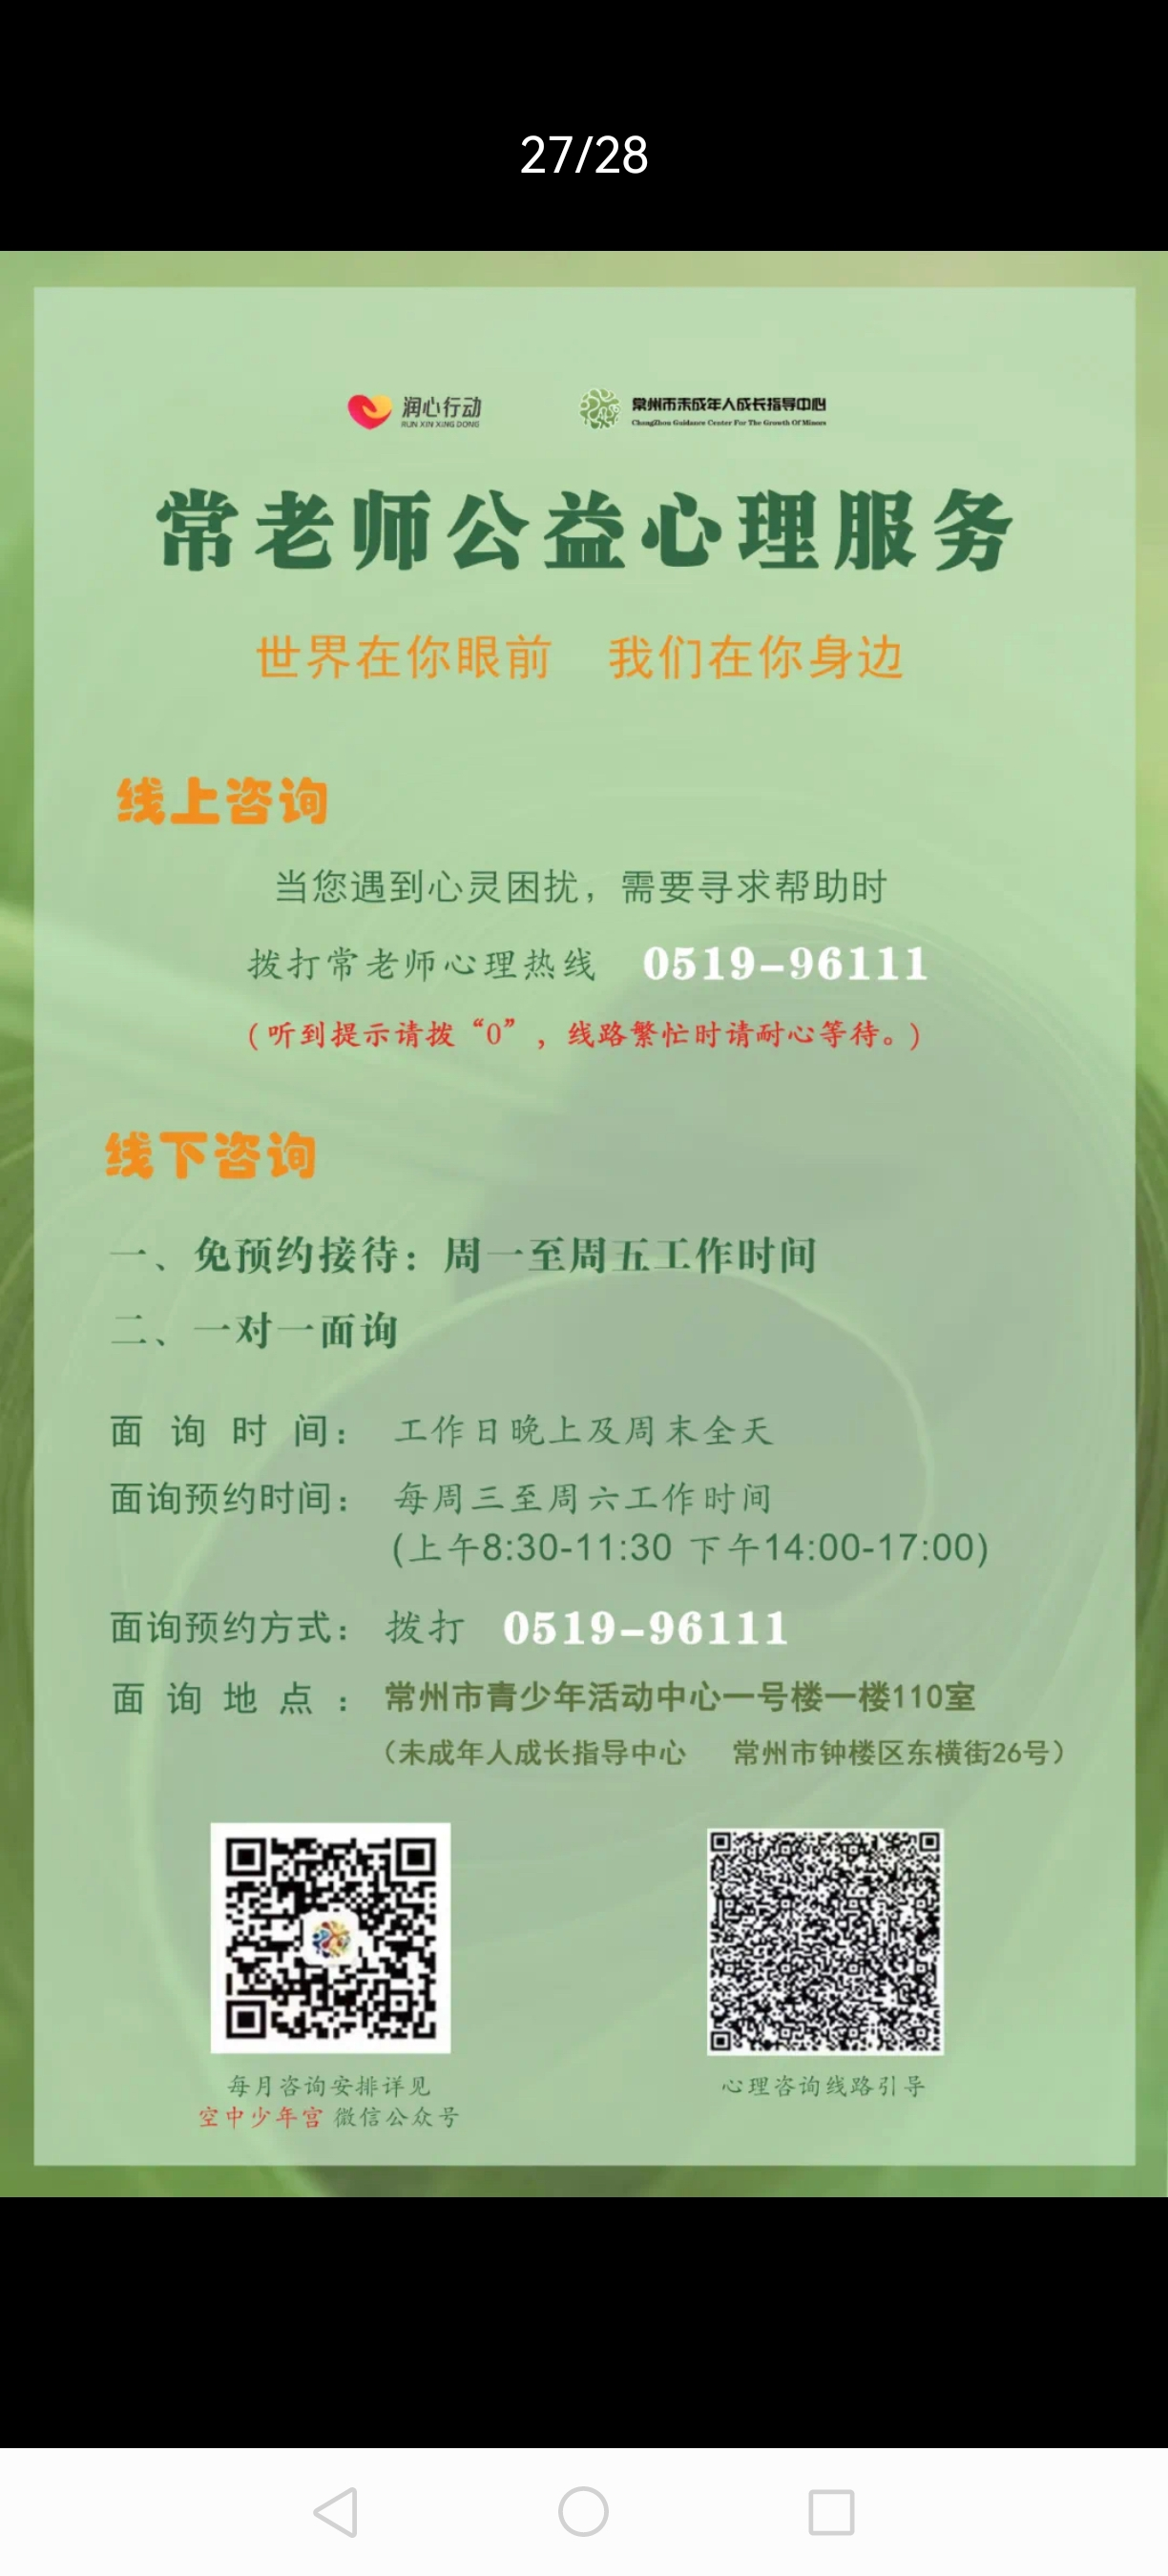 27/28
润心行动
RUN XIN XING DONG
常州市未成年人成长指导中心
ChangZhou Guidance Center For The Growth Of Minors
常老师公益心理服务
世界在你眼前 我们在你身边
线上咨询
当您遇到心灵困扰，需要寻求帮助时
拨打常老师心理热线 0519-96111
(听到提示请拨“0”，线路繁忙时请耐心等待。)
线下咨询
一、免预约接待：周一至周五工作时间
二、一对一面询
面询时间：工作日晚上及周末全天
面询预约时间：每周三至周六工作时间
(上午8:30-11:30 下午14:00-17:00)
面询预约方式：拨打 0519-96111
面询地点：常州市青少年活动中心一号楼一楼110室
（未成年人成长指导中心 常州市钟楼区东横街26号）
每月咨询安排详见
空中少年宫 微信公众号
心理咨询线路引导